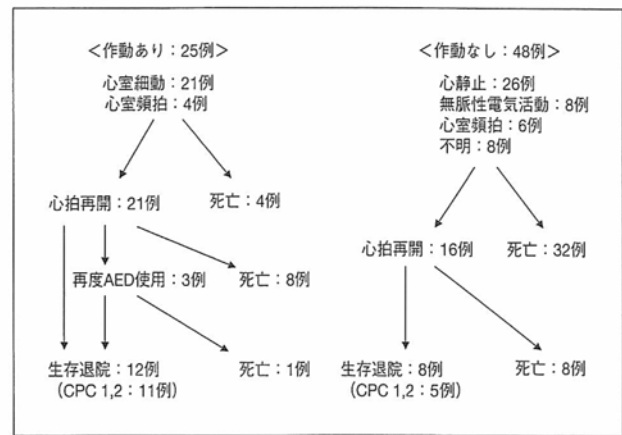 <作動あり：25例>
心室細動：21例
心室頻拍：4例
心拍再開：21例
死亡：4例
再度AED使用：3例
死亡：8例
生存退院：12例
(CPC 1,2：11例)
死亡：1例
<作動なし：48例>
心静止：26例
無脈性電気活動：8例
心室頻拍：6例
不明：8例
心拍再開：16例
死亡：32例
生存退院：8例
(CPC 1,2：5例)
死亡：8例